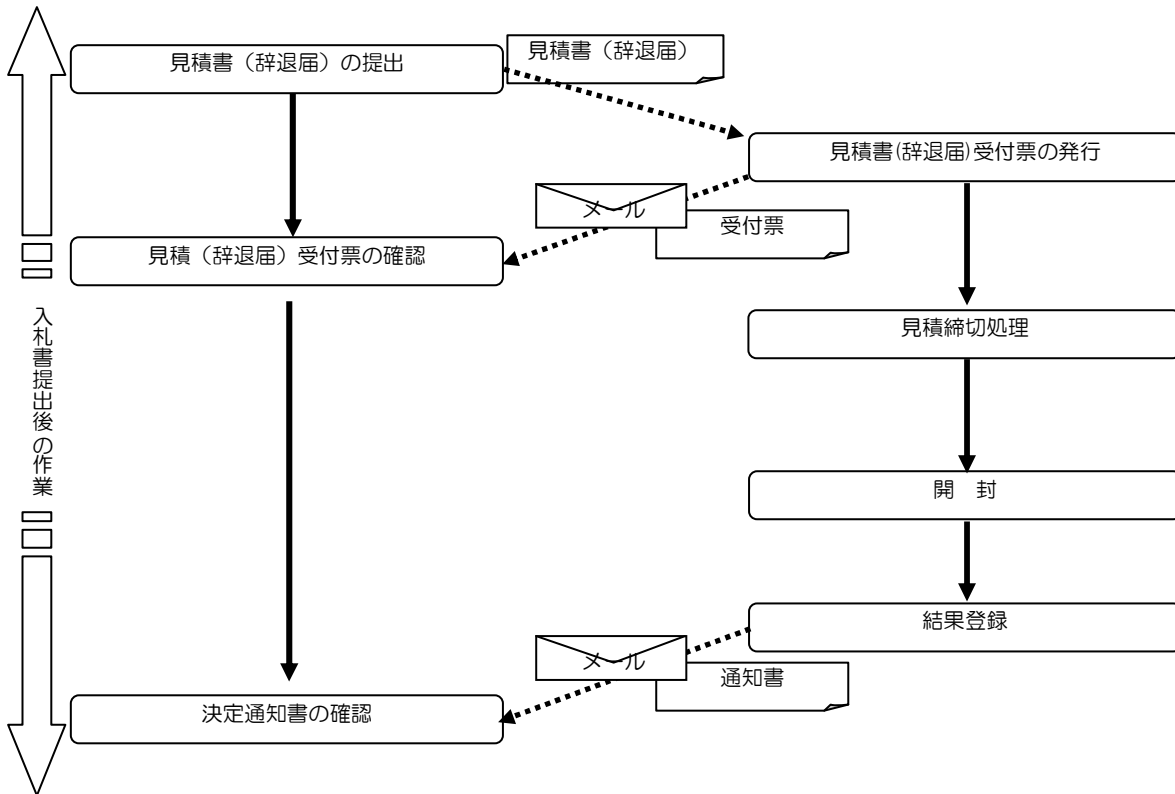 見積書（辞退届）の提出
見積書（辞退届）
見積書(辞退届)受付票の発行
メール
受付票
見積（辞退届）受付票の確認
入札書提出後の作業
見積締切処理
開　封
結果登録
メール
通知書
決定通知書の確認